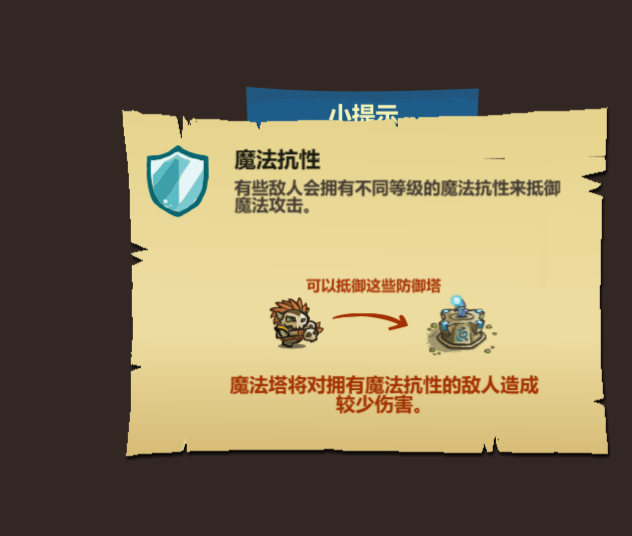 小提示
魔法抗性
有些敌人会拥有不同等级的魔法抗性来抵御
魔法攻击。
可以抵御这些防御塔
魔法塔将对拥有魔法抗性的敌人造成
较少伤害。